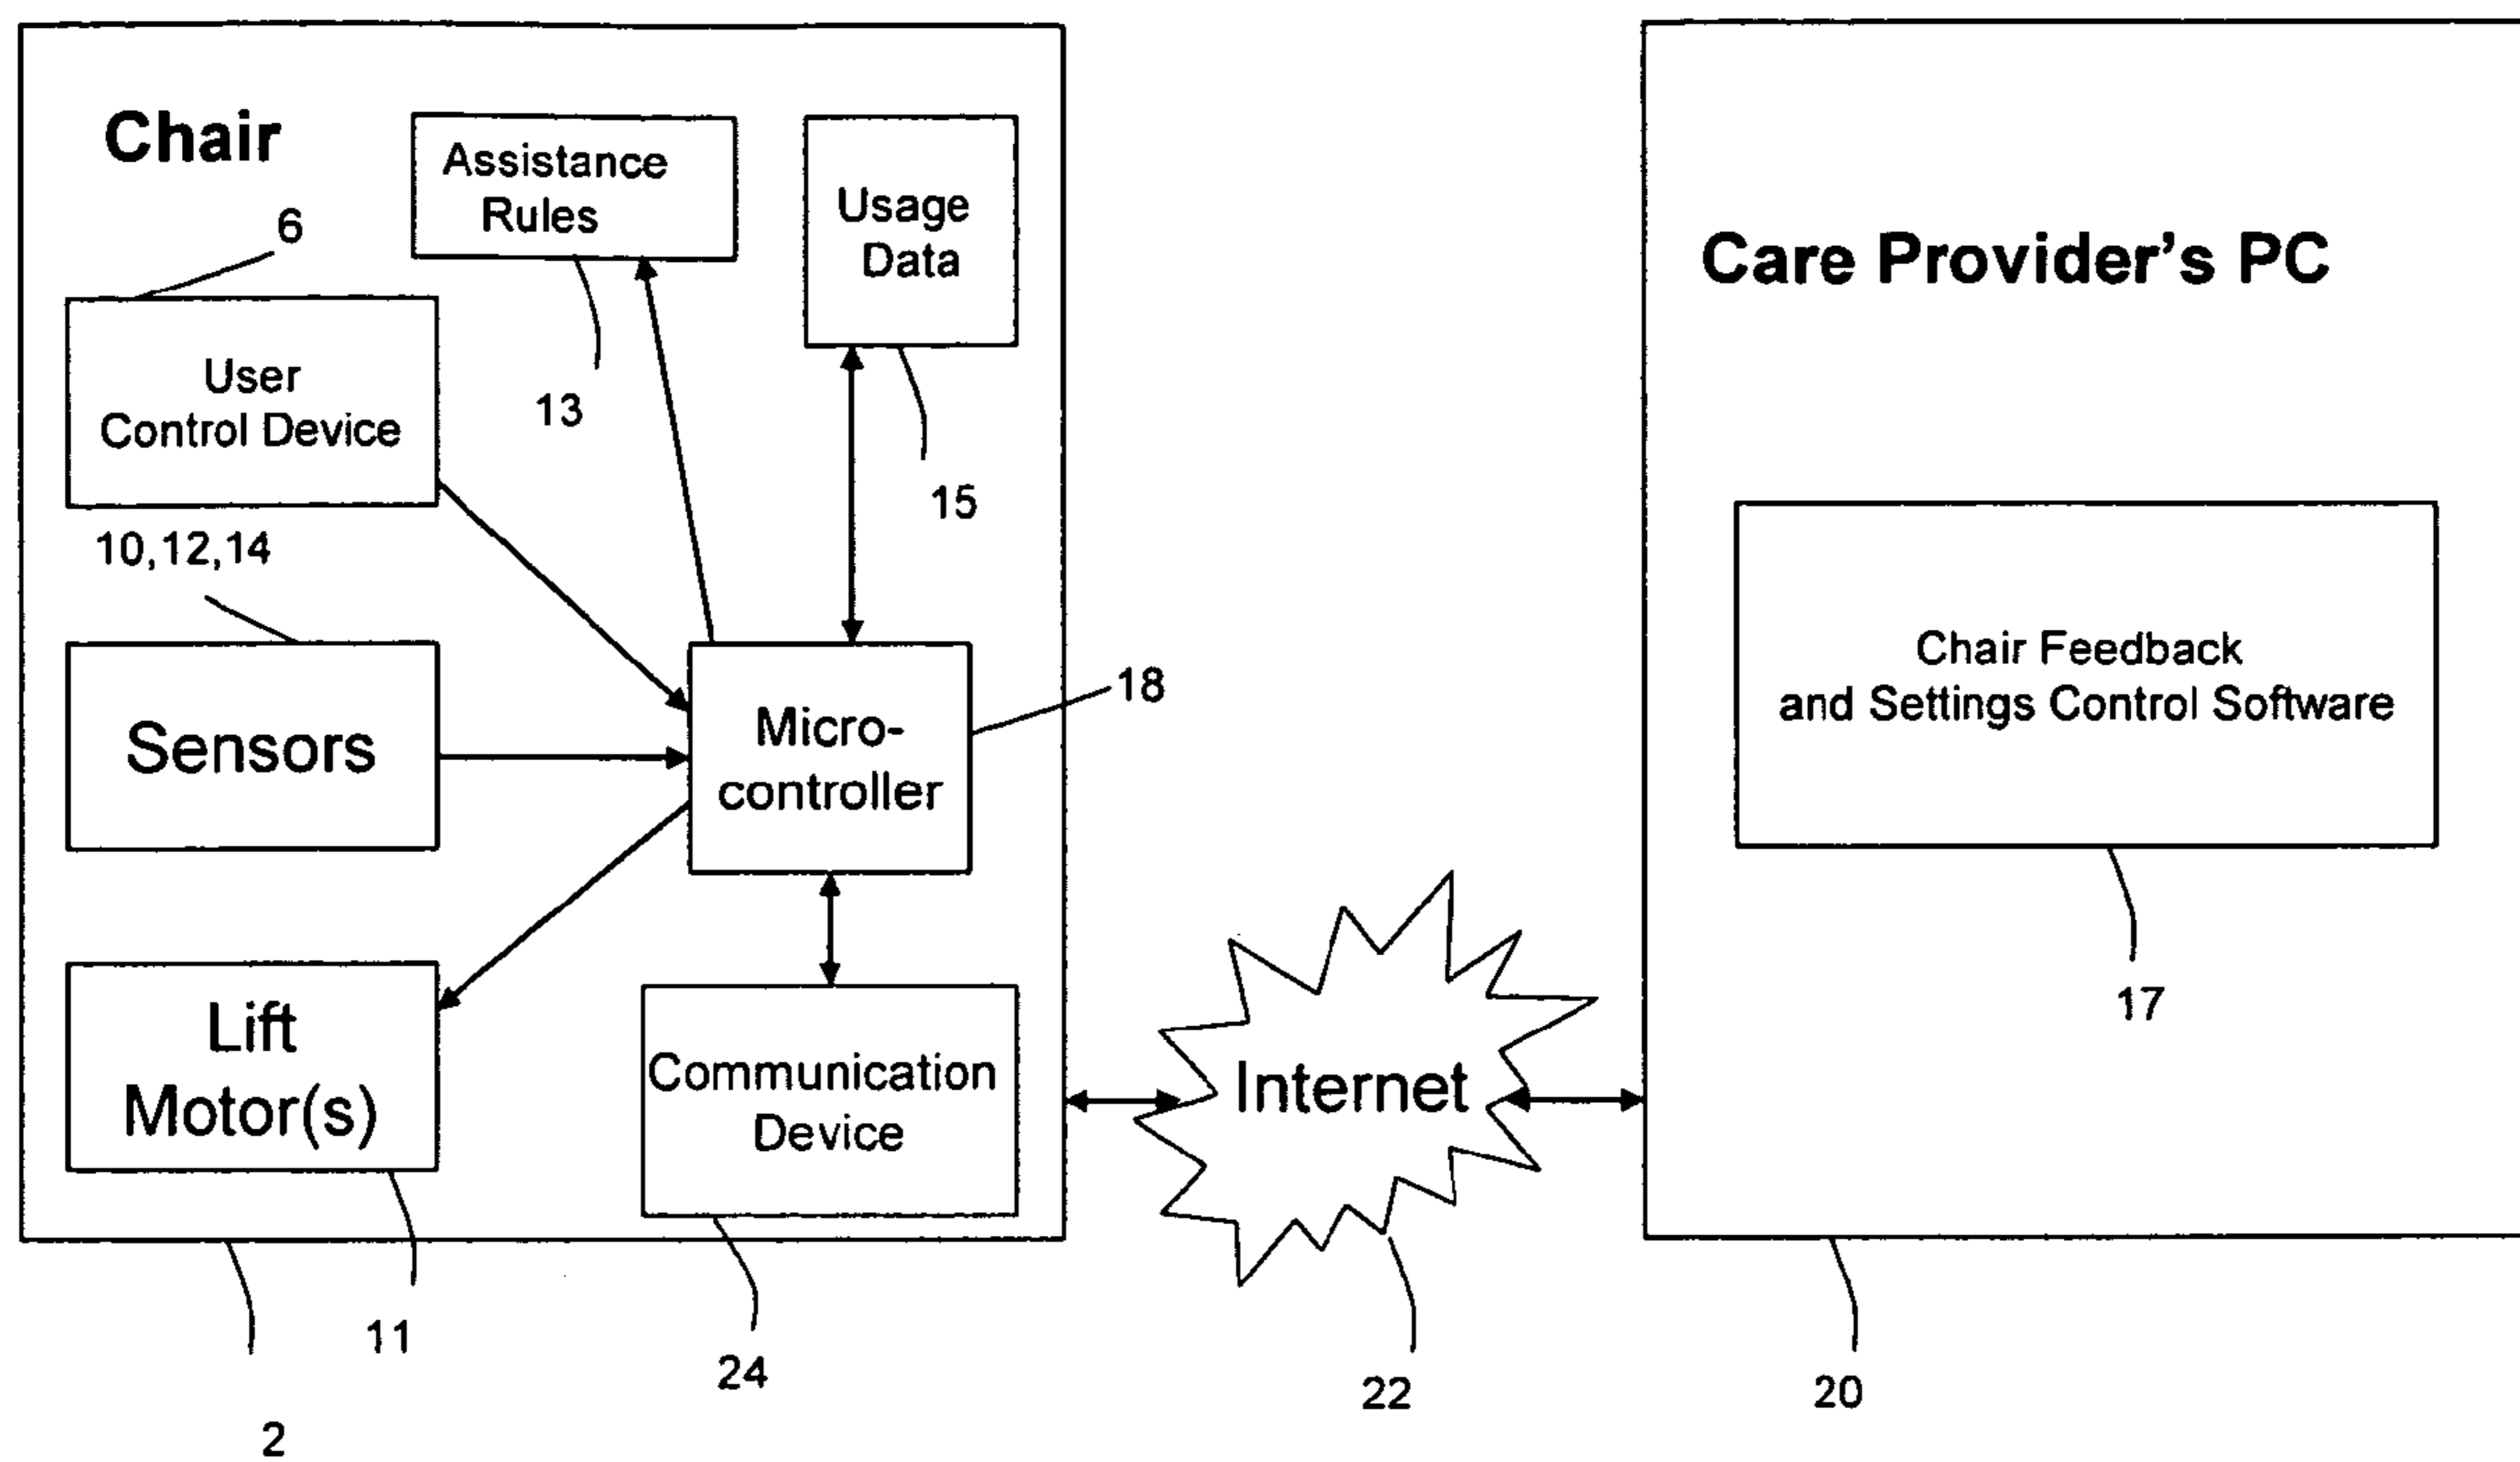 Chair
Assistance
Rules
Usage
Data
6
User
Control Device
13
15
10,12,14
Sensors
Micro-
controller
18
Lift
Motor(s)
Communication
Device
11
24
2
Internet
22
Care Provider's PC
Chair Feedback
and Settings Control Software
17
20